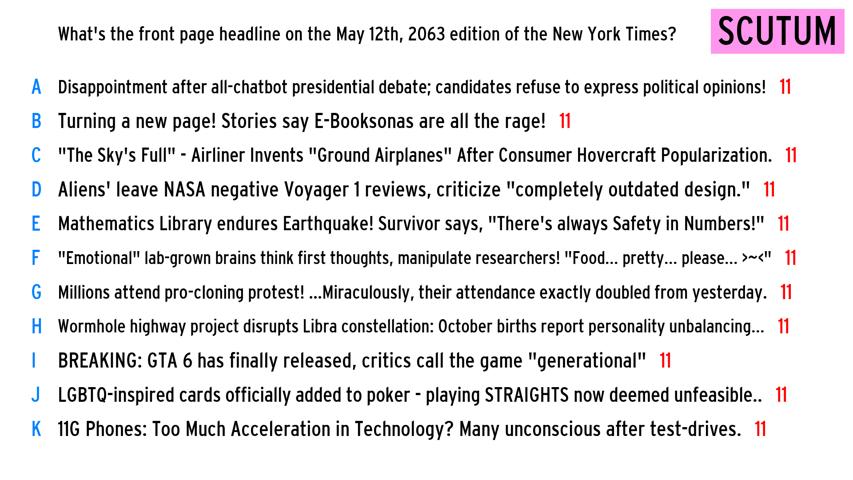 What's the front page headline on the May 12th, 2063 edition of the New York Times? SCUTUM
A Disappointment after all-chatbot presidential debate; candidates refuse to express political opinions! 11
B Turning a new page! Stories say E-Booksonas are all the rage! 11
C "The Sky's Full" - Airliner Invents "Ground Airplanes" After Consumer Hovercraft Popularization. 11
D Aliens' leave NASA negative Voyager 1 reviews, criticize "completely outdated design." 11
E Mathematics Library endures Earthquake! Survivor says, "There's always Safety in Numbers!" 11
F "Emotional" lab-grown brains think first thoughts, manipulate researchers! "Food... pretty... please... >~<" 11
G Millions attend pro-cloning protest! ...Miraculously, their attendance exactly doubled from yesterday. 11
H Wormhole highway project disrupts Libra constellation: October births report personality unbalancing... 11
I BREAKING: GTA 6 has finally released, critics call the game "generational" 11
J LGBTQ-inspired cards officially added to poker - playing STRAIGHTS now deemed unfeasible.. 11
K 11G Phones: Too Much Acceleration in Technology? Many unconscious after test-drives. 11